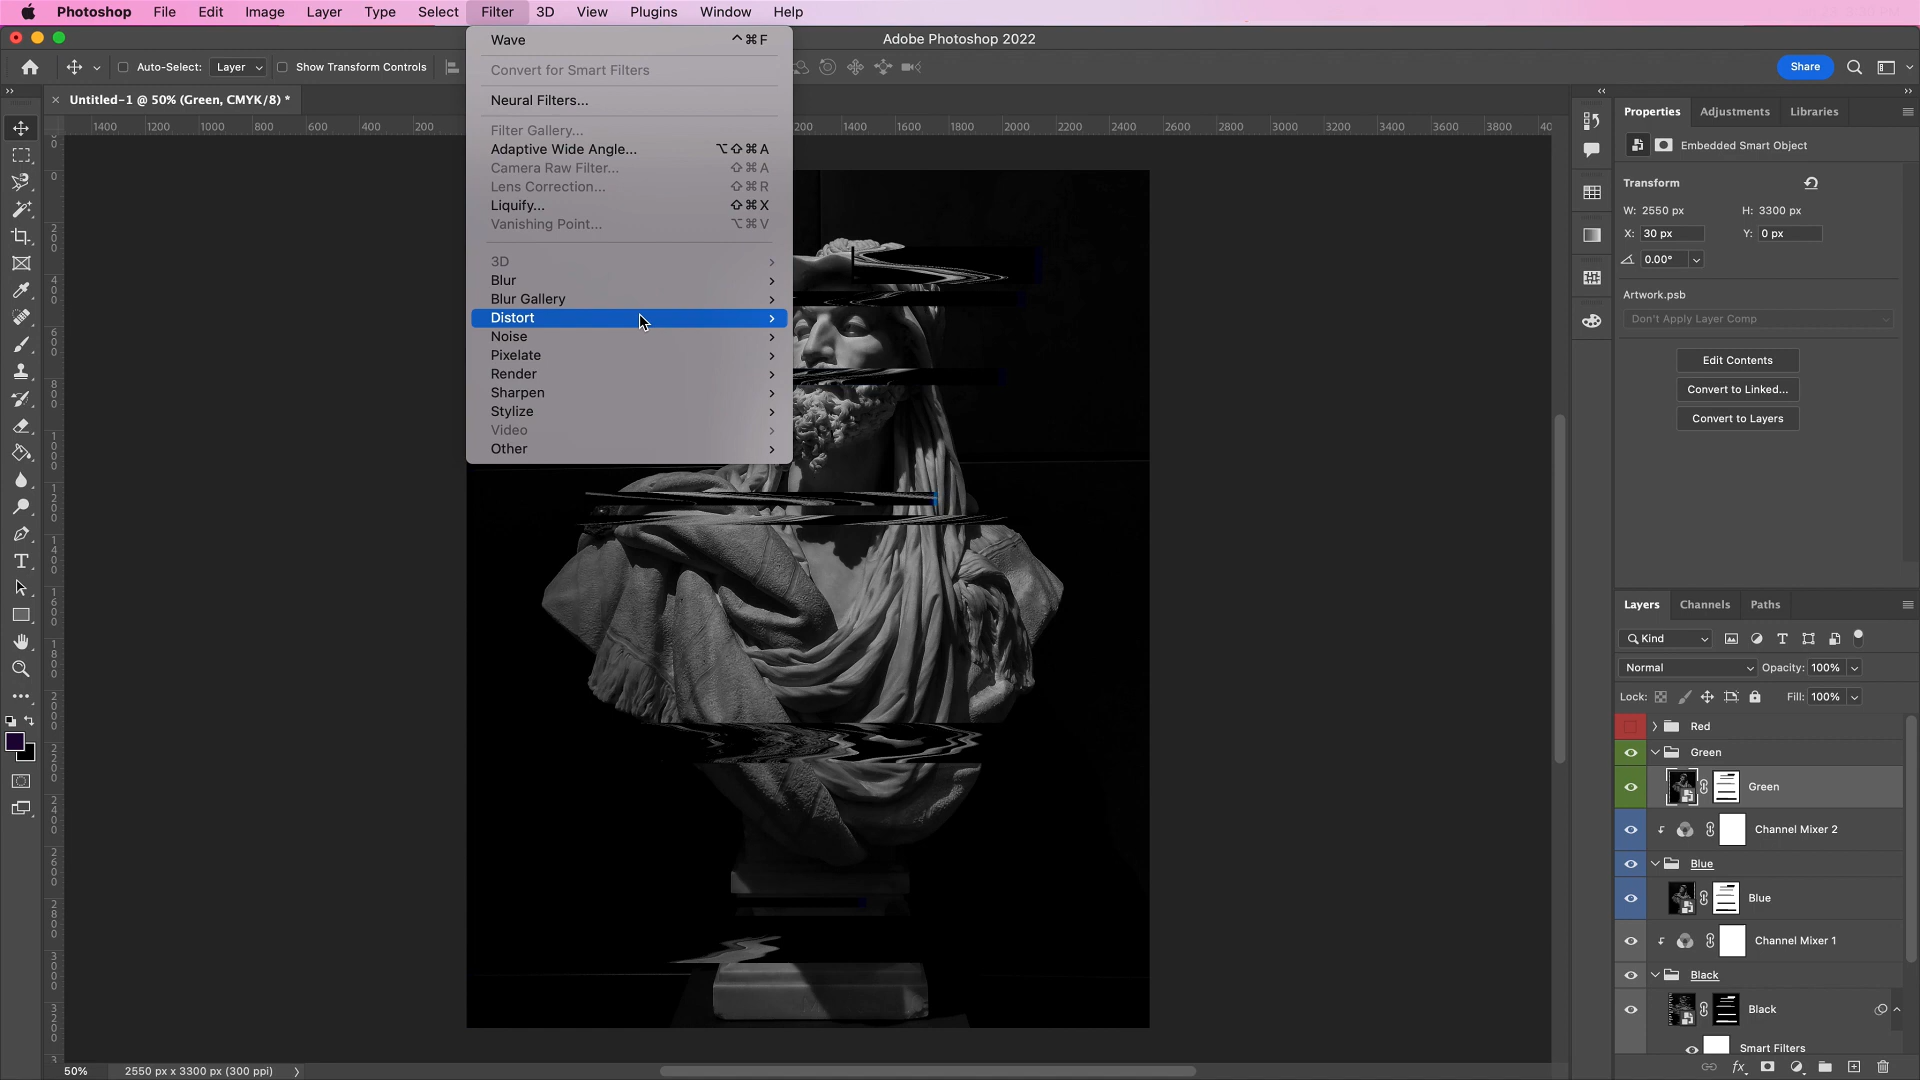 Photoshop File Edit Image Layer Type Select Filter 3D View Plugins Window Help
Adobe Photoshop 2022
Auto-Select: Layer Show Transform Controls
Share
Untitled-1 @ 50% (Green, CMYK/8) *
1400 1200 1000 800 600 400 200 200 1400 1600 1800 2000 2200 2400 2600 2800 3000 3200 3400 3600 3800 40
Wave ^⌘F
Convert for Smart Filters
Neural Filters...
Filter Gallery...
Adaptive Wide Angle... ⌥⇧⌘A
Camera Raw Filter... ⇧⌘A
Lens Correction... ⇧⌘R
Liquify... ⇧⌘X
Vanishing Point... ⌥⌘V
3D
Blur
Blur Gallery
Distort
Noise
Pixelate
Render
Sharpen
Stylize
Video
Other
Properties Adjustments Libraries
Embedded Smart Object
Transform
W: 2550 px H: 3300 px
X: 30 px Y: 0 px
0.00°
Artwork.psb
Don't Apply Layer Comp
Edit Contents
Convert to Linked...
Convert to Layers
Layers Channels Paths
Kind
Normal Opacity: 100%
Lock: Fill: 100%
Red
Green
Green
Channel Mixer 2
Blue
Blue
Channel Mixer 1
Black
Black
Smart Filters
50% 2550 px x 3300 px (300 ppi)